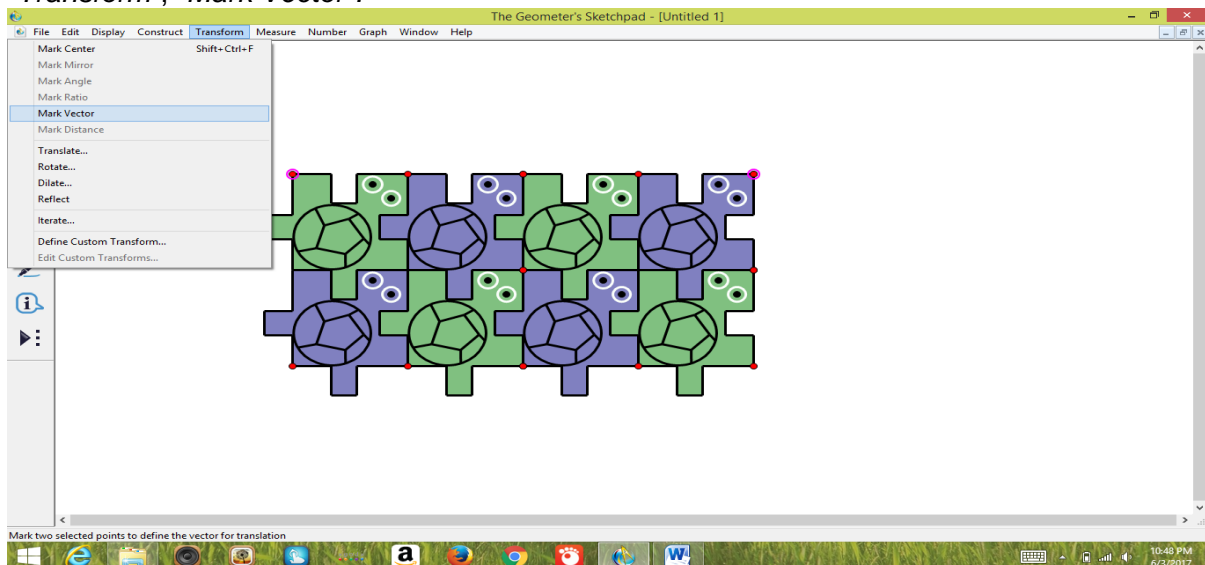 "Transform", "Mark Vector".
The Geometer's Sketchpad - [Untitled 1]
File Edit Display Construct Transform Measure Number Graph Window Help
Mark Center Shift+Ctrl+F
Mark Mirror
Mark Angle
Mark Ratio
Mark Vector
Mark Distance
Translate...
Rotate...
Dilate...
Reflect
Iterate...
Define Custom Transform...
Edit Custom Transforms...
Mark two selected points to define the vector for translation
10:48 PM
6/3/2017